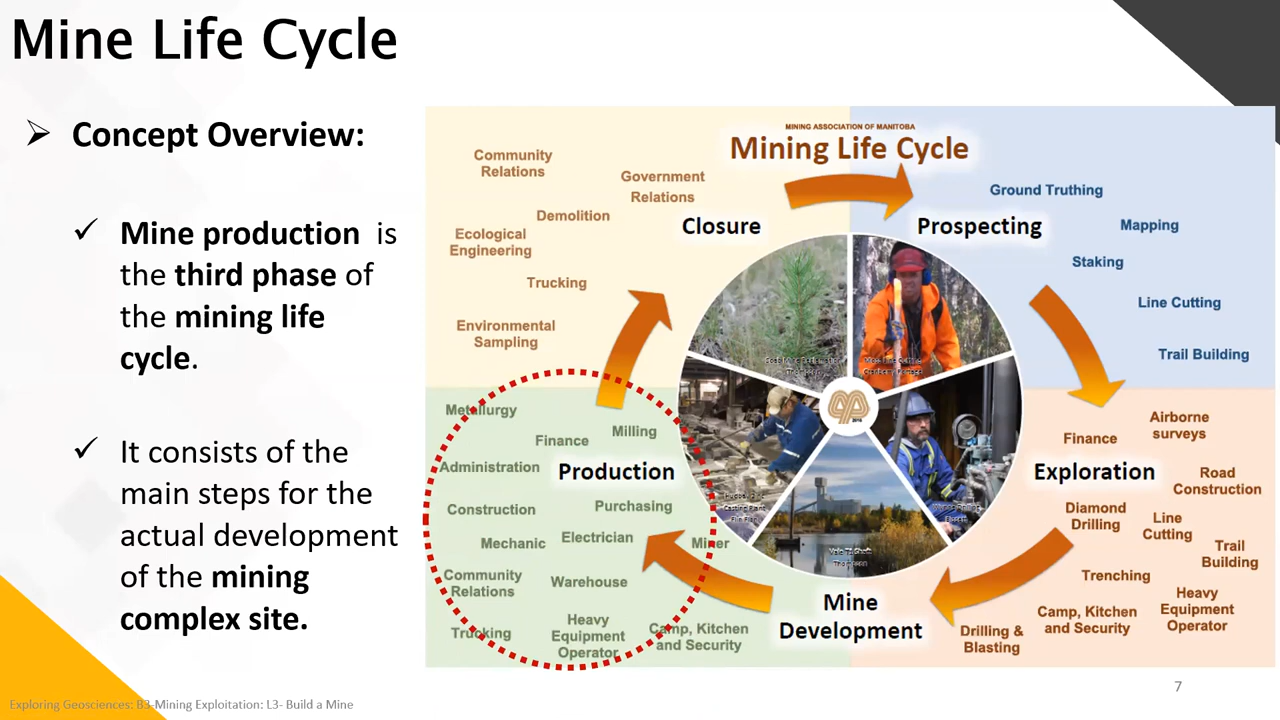 Mine Life Cycle
Concept Overview:
Mine production is
the third phase of
the mining life
cycle.
It consists of the
main steps for the
actual development
of the mining
complex site.
MINING ASSOCIATION OF MANITOBA
Mining Life Cycle
Closure
Community
Relations
Government
Relations
Demolition
Ecological
Engineering
Trucking
Environmental
Sampling
Prospecting
Ground Truthing
Mapping
Staking
Line Cutting
Trail Building
Exploration
Airborne
surveys
Finance
Road
Construction
Diamond
Drilling
Line
Cutting
Trail
Building
Trenching
Heavy
Equipment
Operator
Camp, Kitchen
and Security
Drilling &
Blasting
Mine
Development
Production
Metallurgy
Milling
Finance
Administration
Purchasing
Construction
Electrician
Mechanic
Miner
Community
Relations
Warehouse
Trucking
Heavy
Equipment
Operator
Camp, Kitchen
and Security
7
Exploring Geosciences: B3-Mining Exploitation: L3- Build a Mine